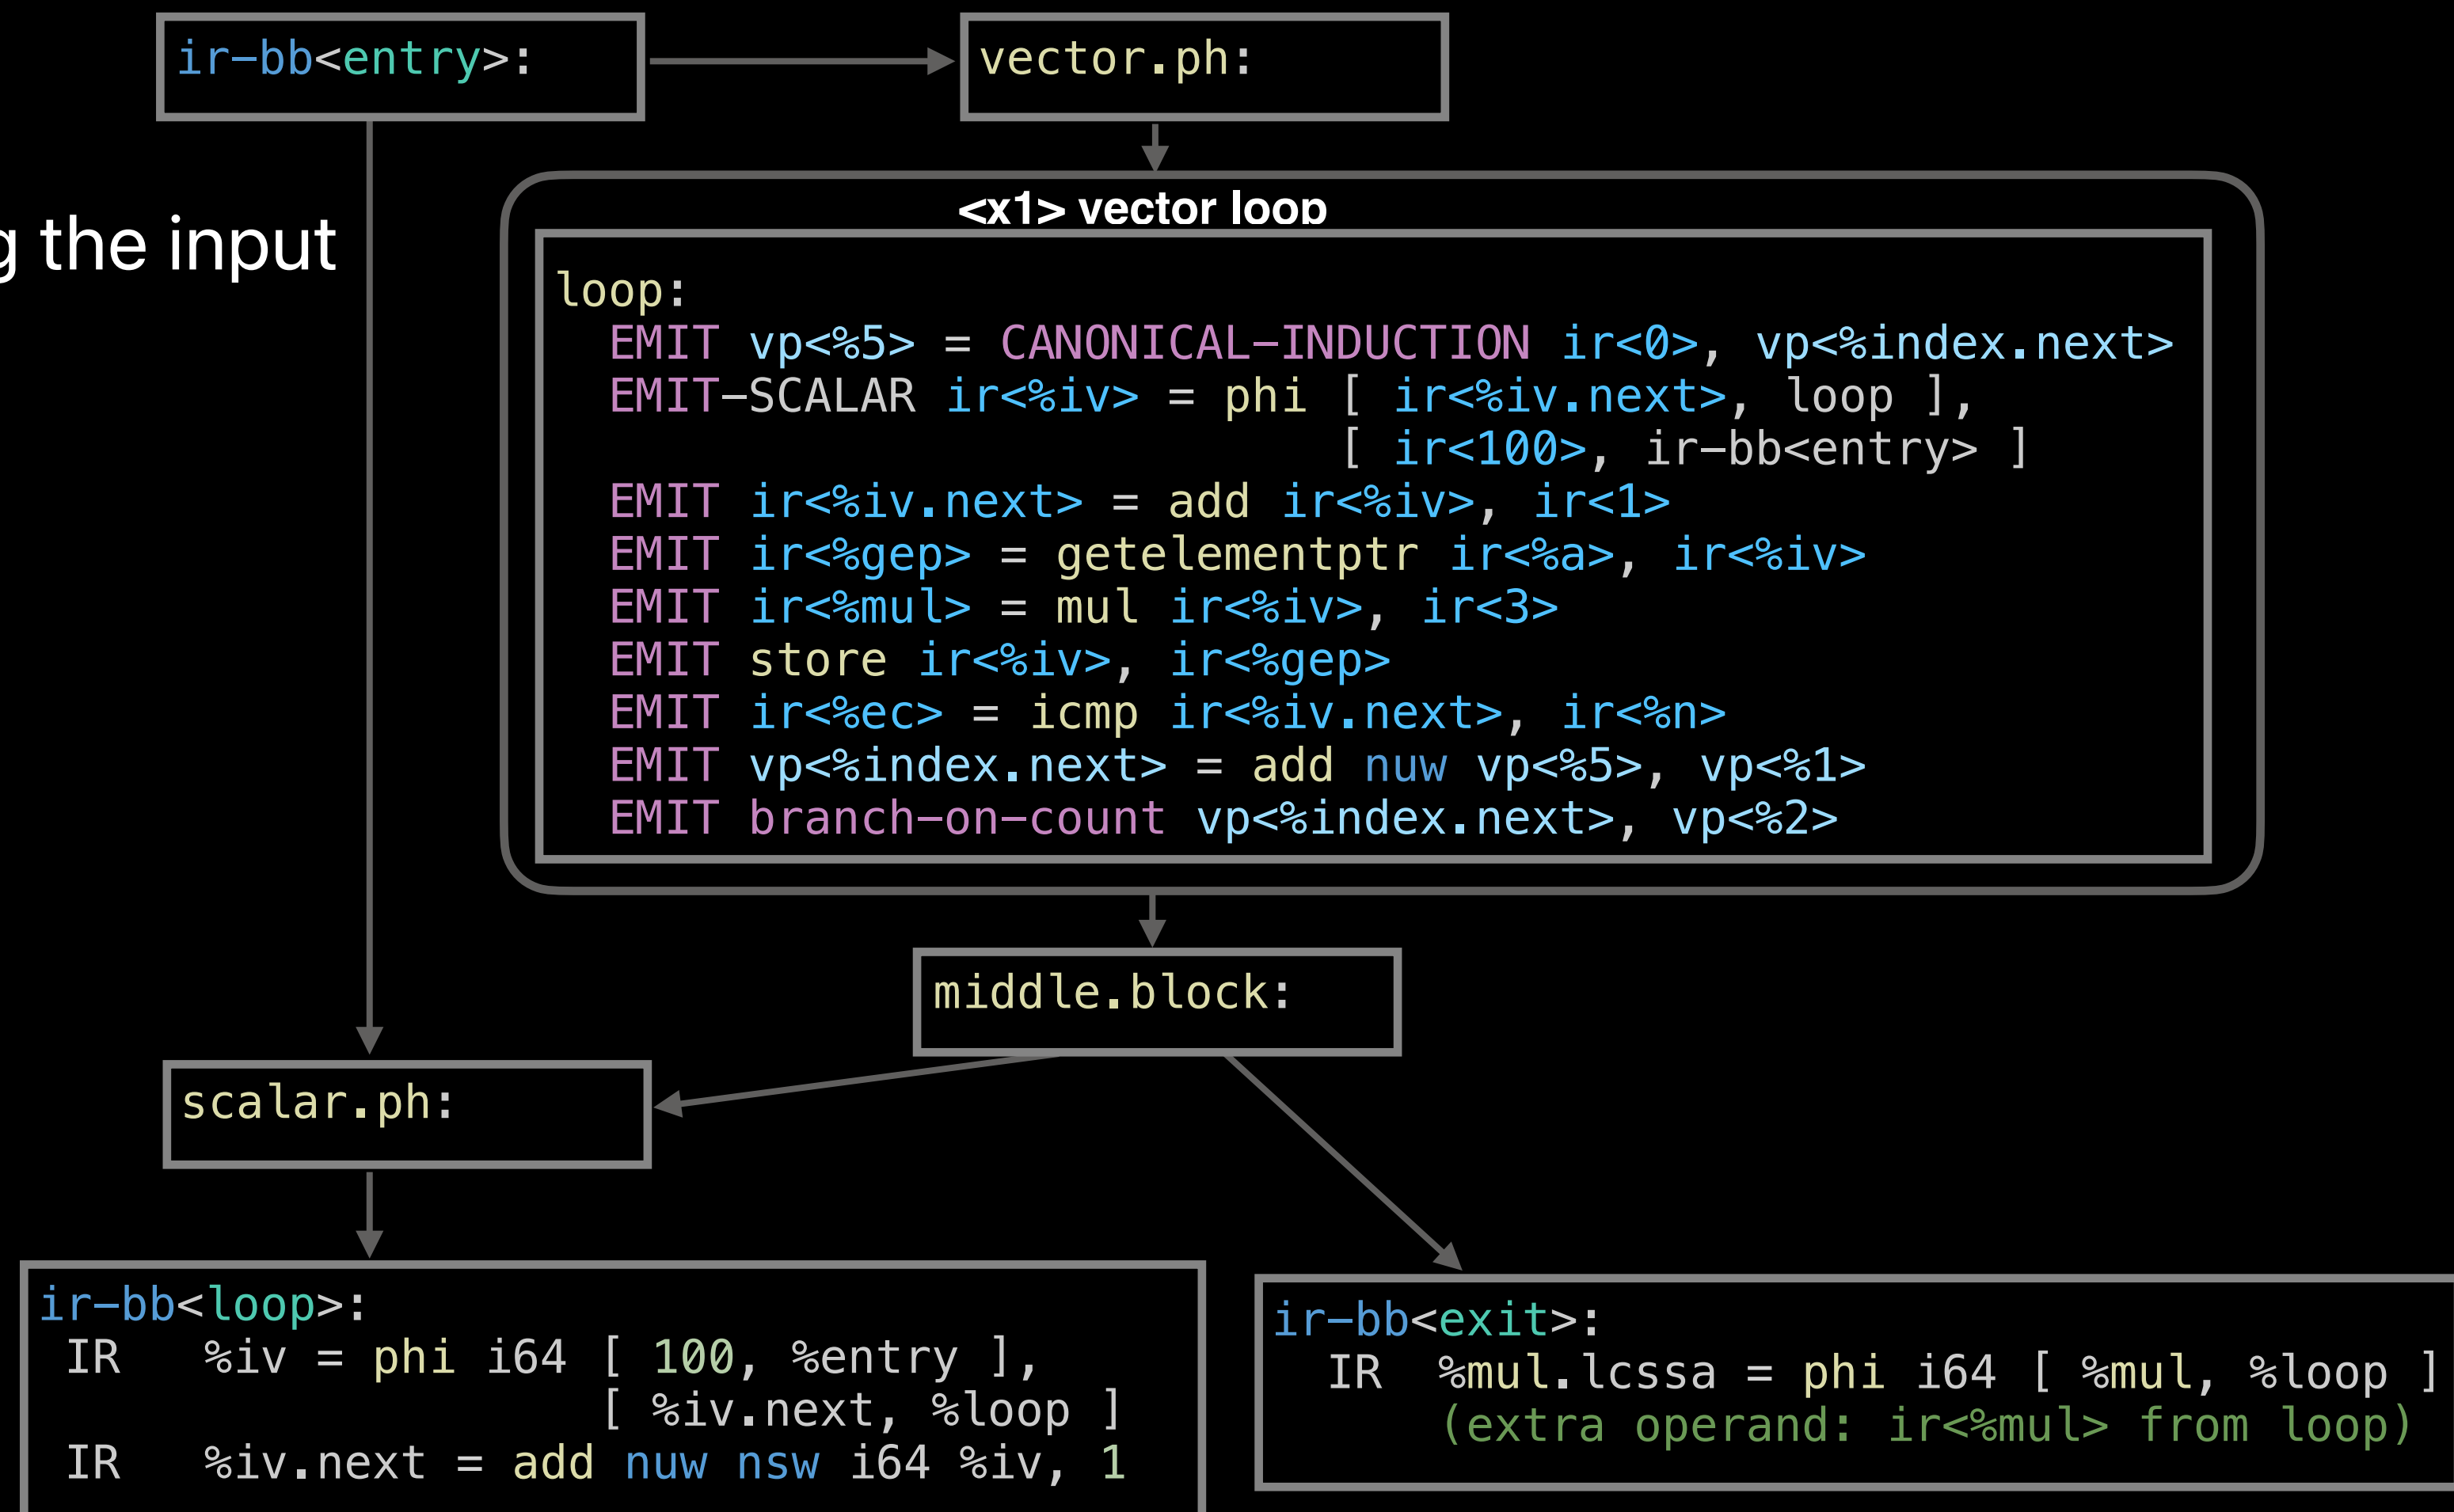 ir-bb<entry>:
vector.ph:
g the input
<x1> vector loop
loop:
EMIT vp<%5> = CANONICAL-INDUCTION ir<0>, vp<%index.next>
EMIT-SCALAR ir<%iv> = phi [ ir<%iv.next>, loop ],
[ ir<100>, ir-bb<entry> ]
EMIT ir<%iv.next> = add ir<%iv>, ir<1>
EMIT ir<%gep> = getelementptr ir<%a>, ir<%iv>
EMIT ir<%mul> = mul ir<%iv>, ir<3>
EMIT store ir<%iv>, ir<%gep>
EMIT ir<%ec> = icmp ir<%iv.next>, ir<%n>
EMIT vp<%index.next> = add nuw vp<%5>, vp<%1>
EMIT branch-on-count vp<%index.next>, vp<%2>
middle.block:
scalar.ph:
ir-bb<loop>:
IR %iv = phi i64 [ 100, %entry ],
[ %iv.next, %loop ]
IR %iv.next = add nuw nsw i64 %iv, 1
ir-bb<exit>:
IR %mul.lcssa = phi i64 [ %mul, %loop ]
(extra operand: ir<%mul> from loop)